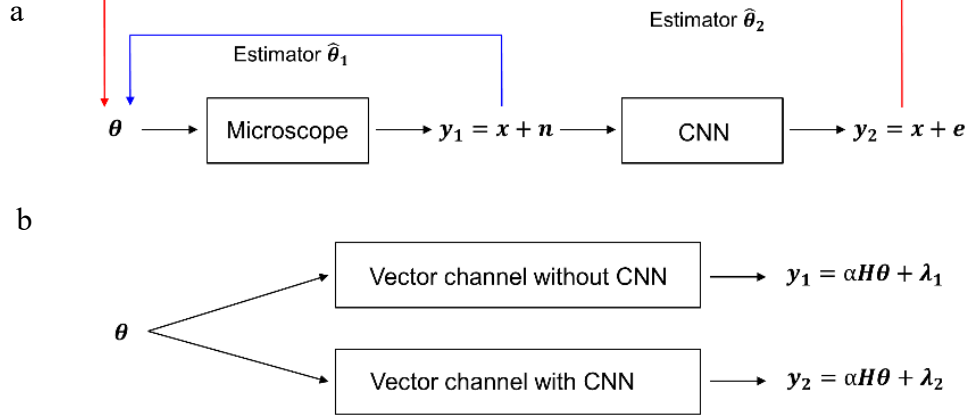 a
Estimator θ̂₂
Estimator θ̂₁
θ Microscope y₁ = x + n CNN y₂ = x + e
b
Vector channel without CNN y₁ = αHθ + λ₁
θ
Vector channel with CNN y₂ = αHθ + λ₂